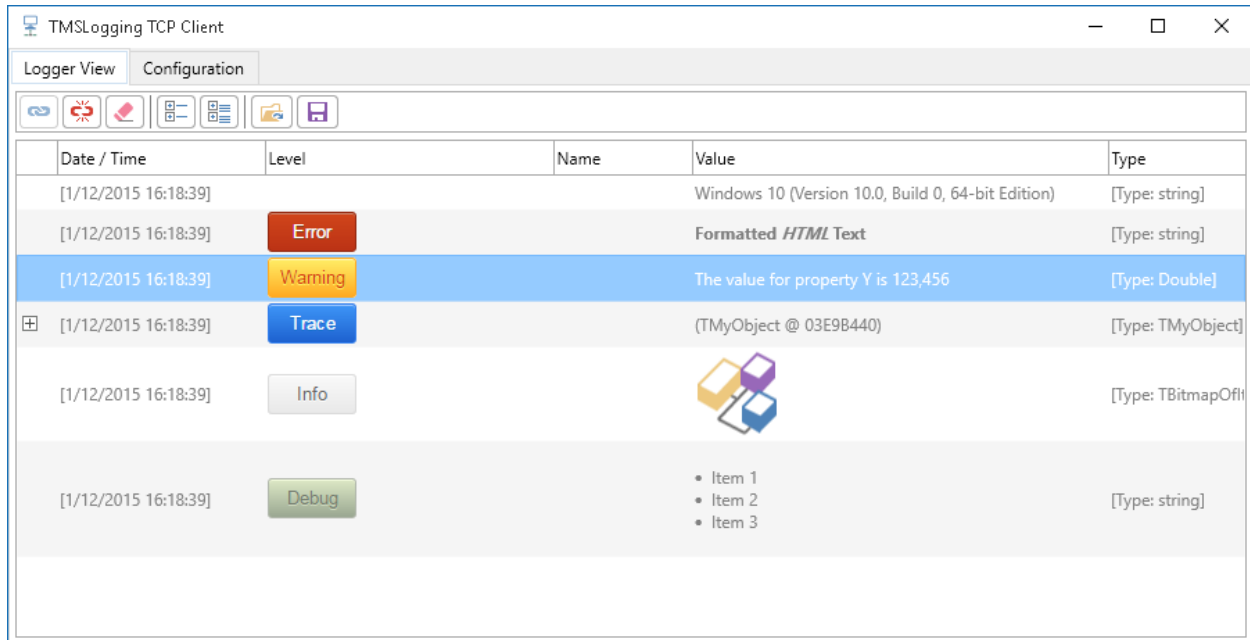 TMSLogging TCP Client
Logger View Configuration
Date / Time Level Name Value Type
[1/12/2015 16:18:39] Windows 10 (Version 10.0, Build 0, 64-bit Edition) [Type: string]
[1/12/2015 16:18:39] Error Formatted HTML Text [Type: string]
[1/12/2015 16:18:39] Warning The value for property Y is 123,456 [Type: Double]
[1/12/2015 16:18:39] Trace (TMyObject @ 03E9B440) [Type: TMyObject]
[1/12/2015 16:18:39] Info [Type:
[1/12/2015 16:18:39] Debug • Item 1
• Item 2 [Type: string]
• Item 3